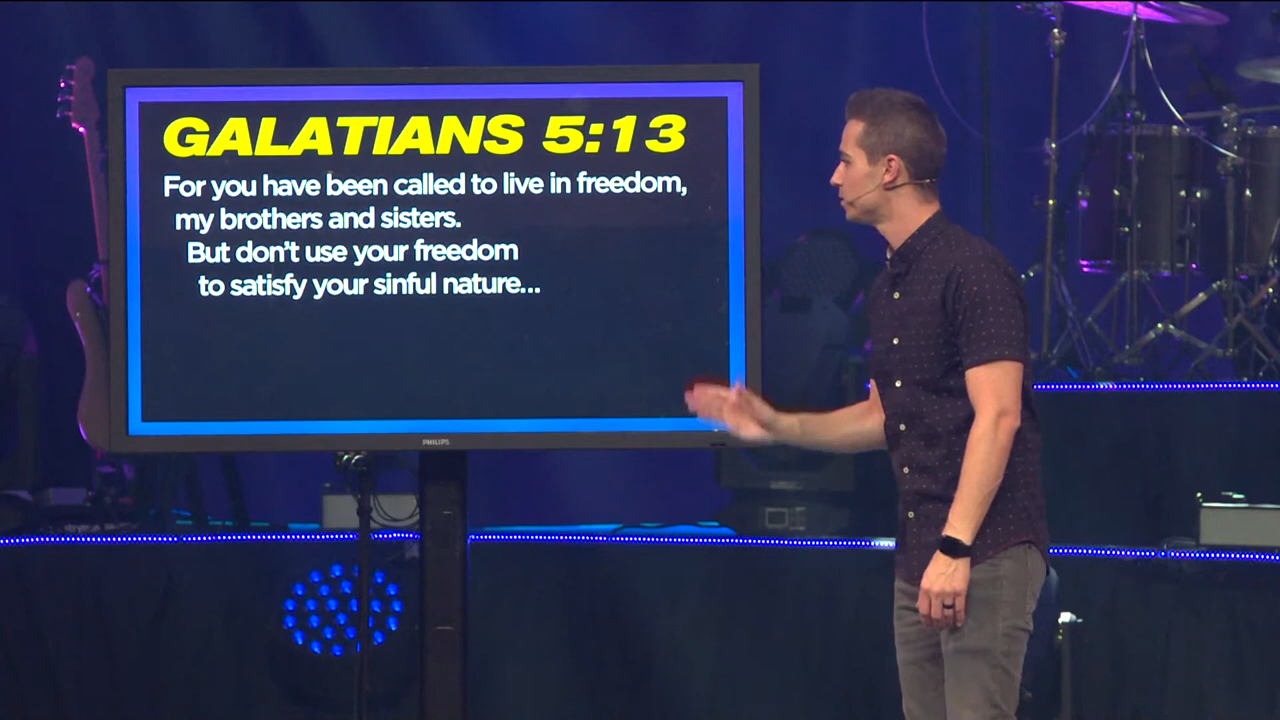 GALATIANS 5:13
For you have been called to live in freedom,
my brothers and sisters.
But don't use your freedom
to satisfy your sinful nature...
PHILIPS